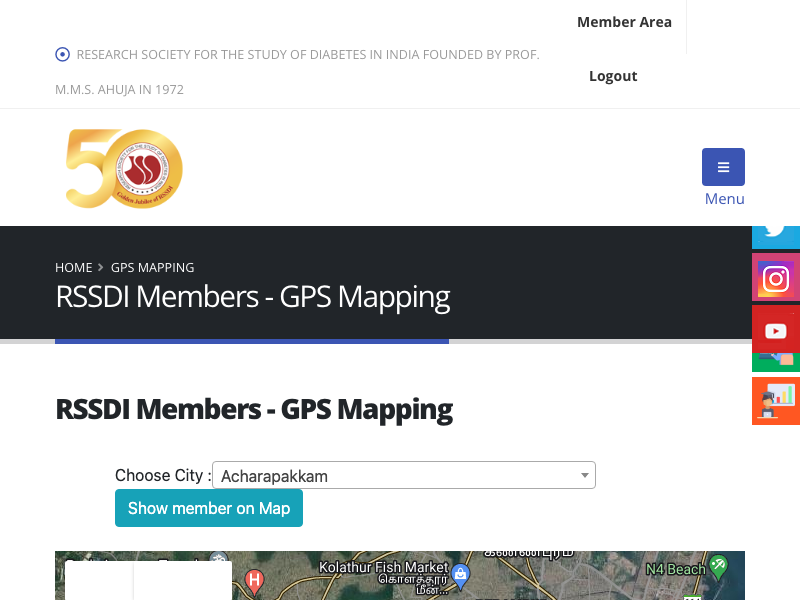 Member Area
RESEARCH SOCIETY FOR THE STUDY OF DIABETES IN INDIA FOUNDED BY PROF.
M.M.S. AHUJA IN 1972
Logout
50
Golden Jubilee of RSSDI
Menu
HOME > GPS MAPPING
RSSDI Members - GPS Mapping
RSSDI Members - GPS Mapping
Choose City : Acharapakkam
Show member on Map
Kolathur Fish Market
கொளத்தூர்
மீன்...
N4 Beach
H